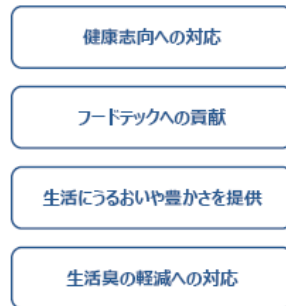 健康志向への対応
フードテックへの貢献
生活にうるおいや豊かさを提供
生活臭の軽減への対応